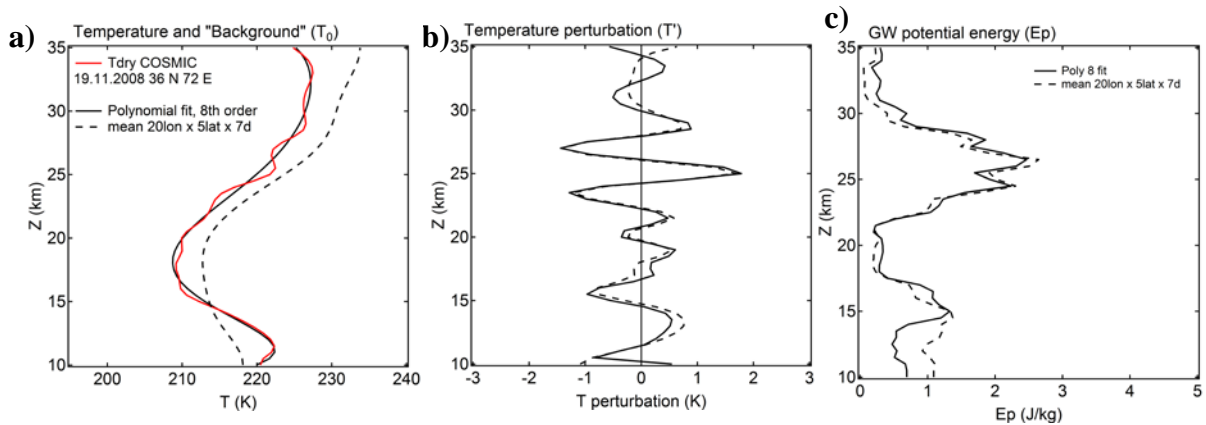 a)
Temperature and "Background" (T0)
35
30
25
20
15
10
Z (km)
Tdry COSMIC
19.11.2008 36 N 72 E
Polynomial fit, 8th order
mean 20lon x 5lat x 7d
200 210 220 230 240
T (K)
b)
Temperature perturbation (T')
35
30
25
20
15
10
Z (km)
-3 -2 -1 0 1 2 3
T perturbation (K)
c)
GW potential energy (Ep)
35
30
25
20
15
10
Z (km)
Poly 8 fit
mean 20lon x 5lat x 7d
0 1 2 3 4 5
Ep (J/kg)